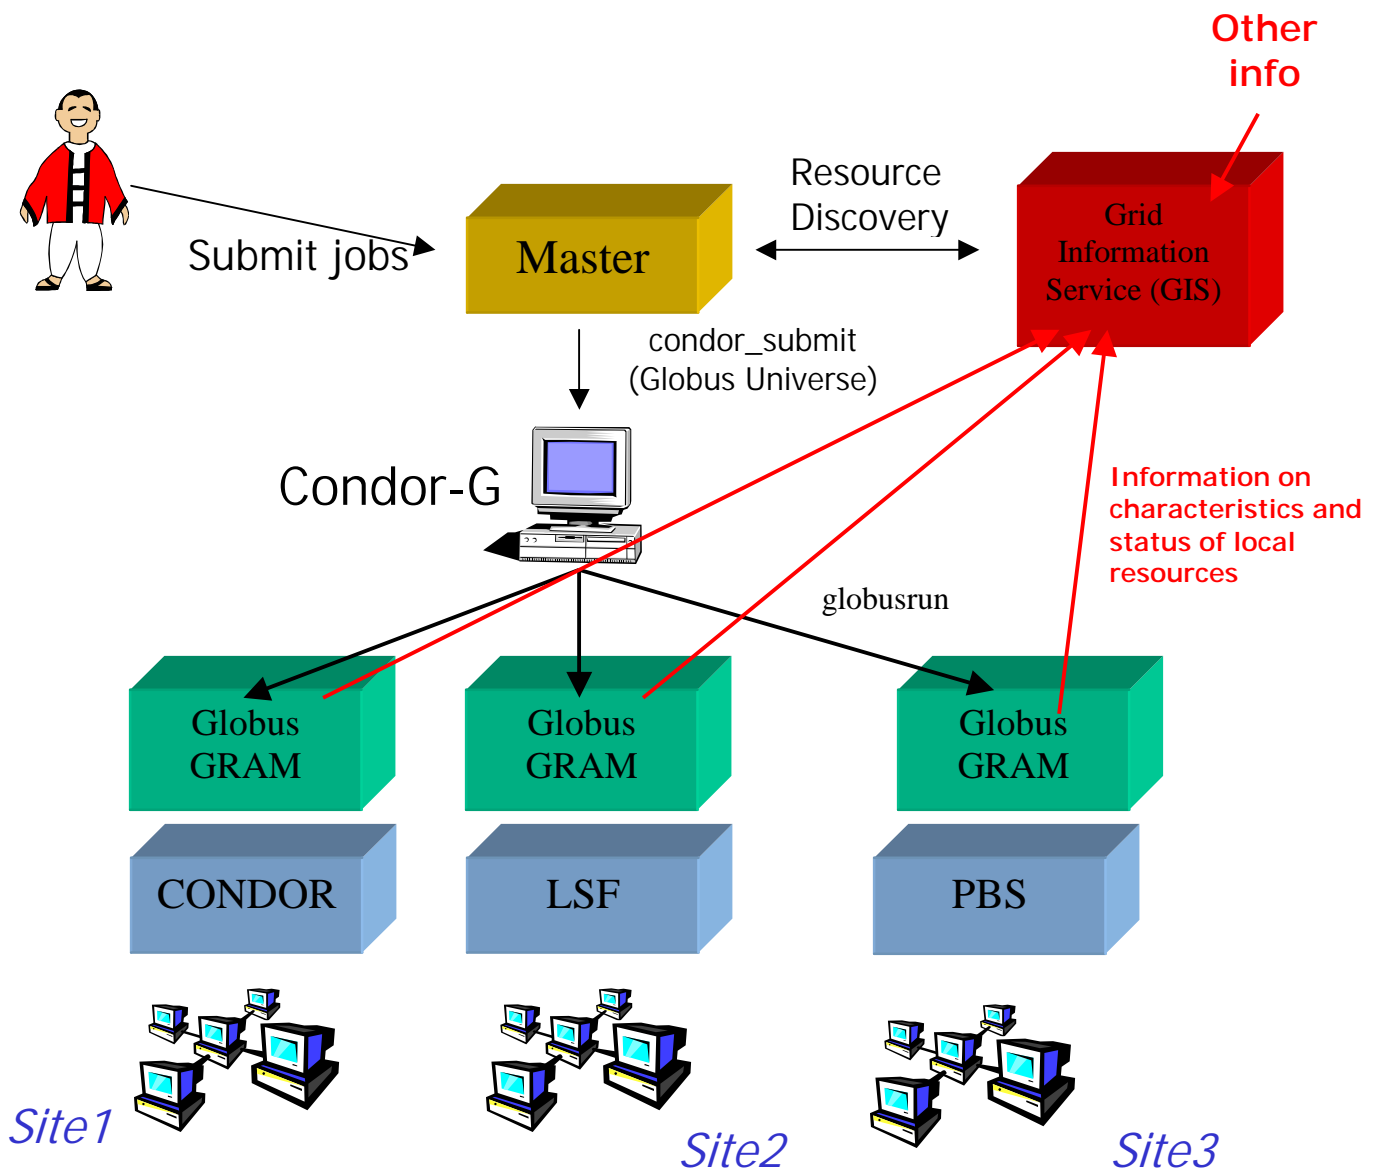 Other
info
Resource
Discovery
Submit jobs
Master
Grid
Information
Service (GIS)
condor_submit
(Globus Universe)
Condor-G
Information on
characteristics and
status of local
resources
globusrun
Globus
GRAM
Globus
GRAM
Globus
GRAM
CONDOR
LSF
PBS
Site1
Site2
Site3